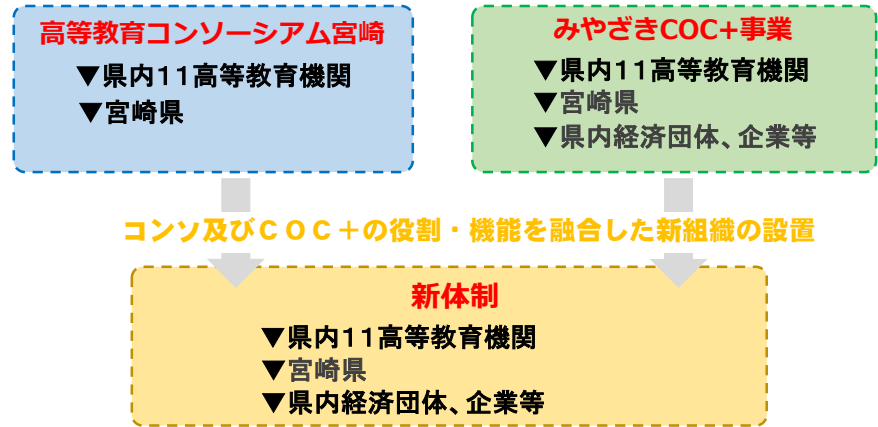 高等教育コンソーシアム宮崎
▼県内11高等教育機関
▼宮崎県
みやざきCOC+事業
▼県内11高等教育機関
▼宮崎県
▼県内経済団体、企業等
コンソ及びCOC+の役割・機能を融合した新組織の設置
新体制
▼県内11高等教育機関
▼宮崎県
▼県内経済団体、企業等